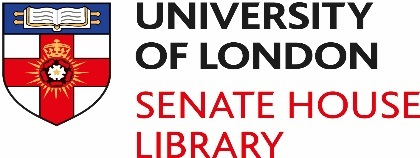 UNIVERSITY
OF LONDON
SENATE HOUSE
LIBRARY